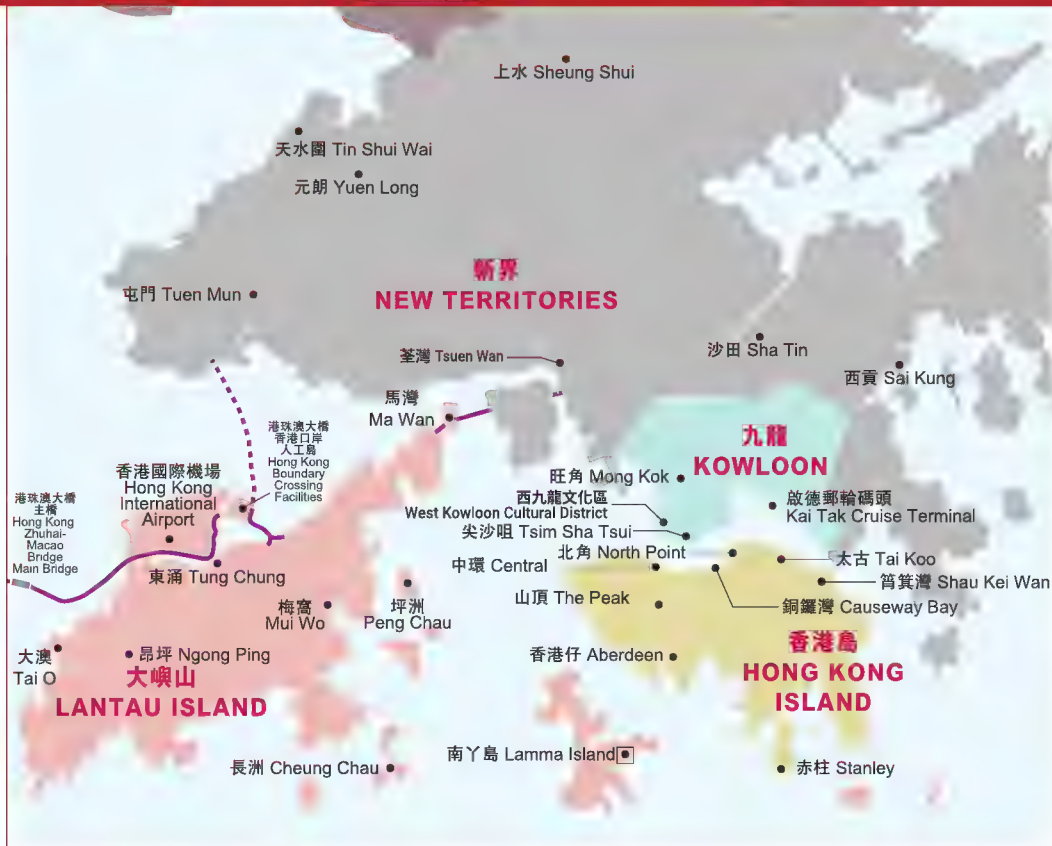 上水 Sheung Shui
天水圍 Tin Shui Wai
元朗 Yuen Long
新界
NEW TERRITORIES
屯門 Tuen Mun
荃灣 Tsuen Wan
沙田 Sha Tin
西貢 Sai Kung
馬灣
Ma Wan
港珠澳大橋
香港口岸
人工島
Hong Kong
Boundary
Crossing
Facilities
九龍
KOWLOON
香港國際機場
Hong Kong
International
Airport
旺角 Mong Kok
港珠澳大橋
主橋
Hong Kong
Zhuhai-
Macao
Bridge
Main Bridge
西九龍文化區
West Kowloon Cultural District
啟德郵輪碼頭
Kai Tak Cruise Terminal
尖沙咀 Tsim Sha Tsui
北角 North Point
中環 Central
太古 Tai Koo
東涌 Tung Chung
筲箕灣 Shau Kei Wan
梅窩
Mui Wo
坪洲
Peng Chau
山頂 The Peak
銅鑼灣 Causeway Bay
大澳
Tai O
昂坪 Ngong Ping
大嶼山
LANTAU ISLAND
香港仔 Aberdeen
香港島
HONG KONG
ISLAND
南丫島 Lamma Island
長洲 Cheung Chau
赤柱 Stanley